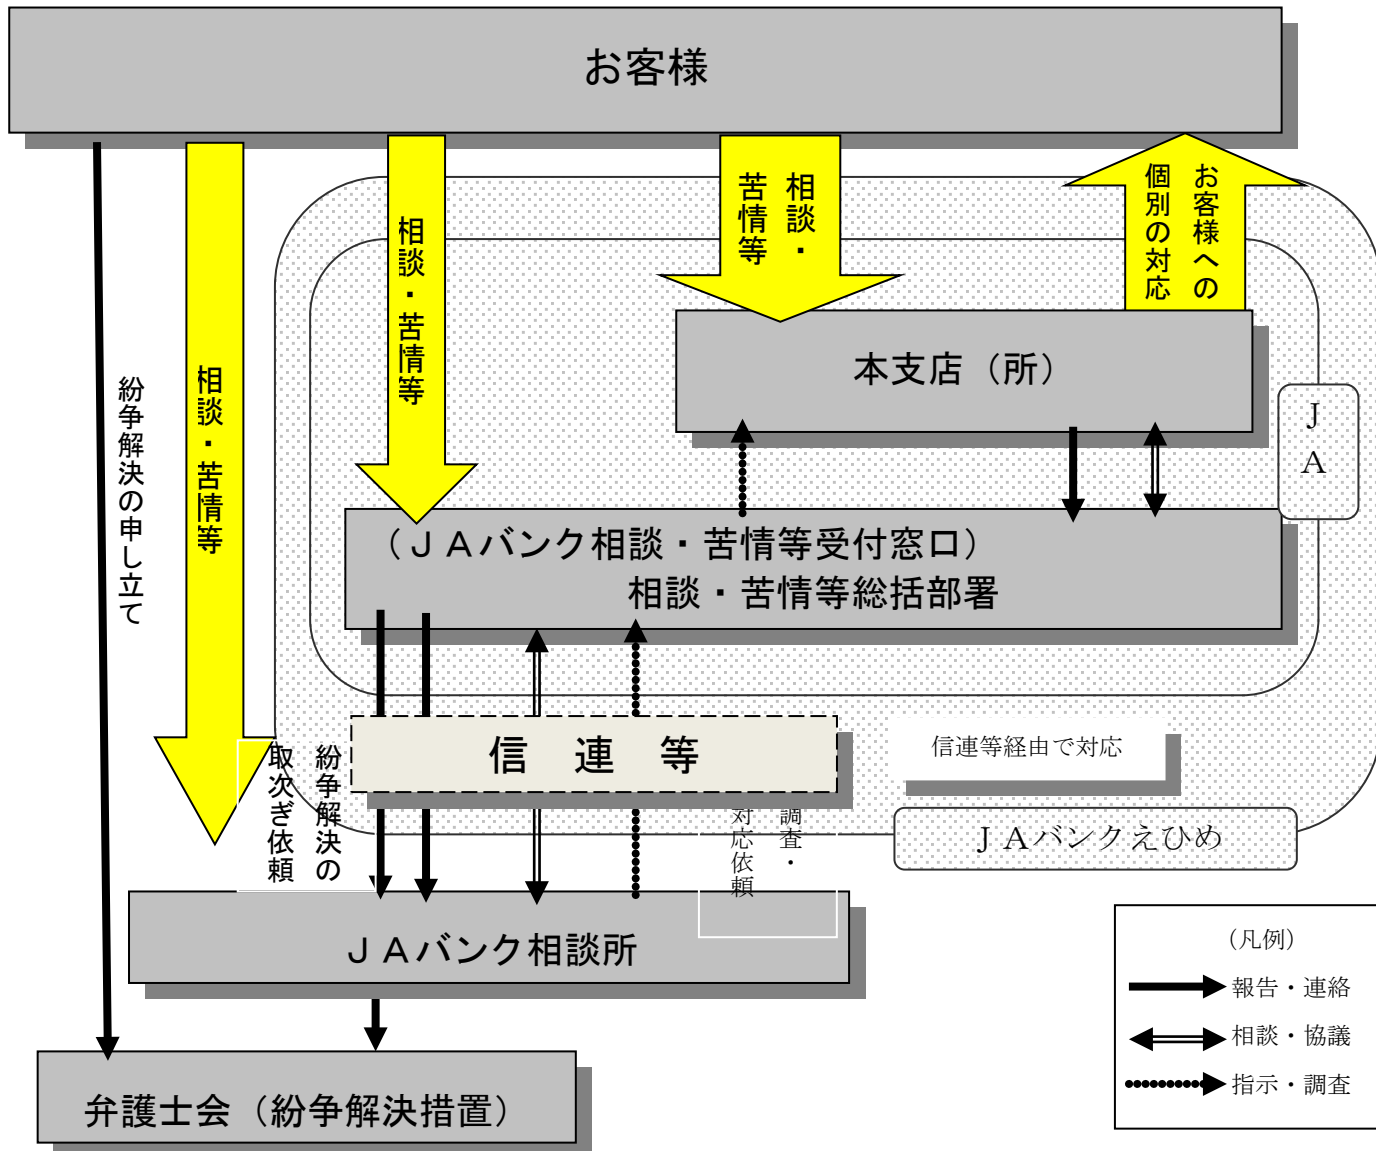 お客様
相談・
苦情等
お客様への
個別の対応
相談・苦情等
相談・苦情等
紛争解決の申し立て
本支店（所）
ＪＡ
（ＪＡバンク相談・苦情等受付窓口）
相談・苦情等総括部署
信　連　等
信連等経由で対応
紛争解決の
取次ぎ依頼
調査・
対応依頼
ＪＡバンクえひめ
ＪＡバンク相談所
弁護士会（紛争解決措置）
（凡例）
報告・連絡
相談・協議
指示・調査